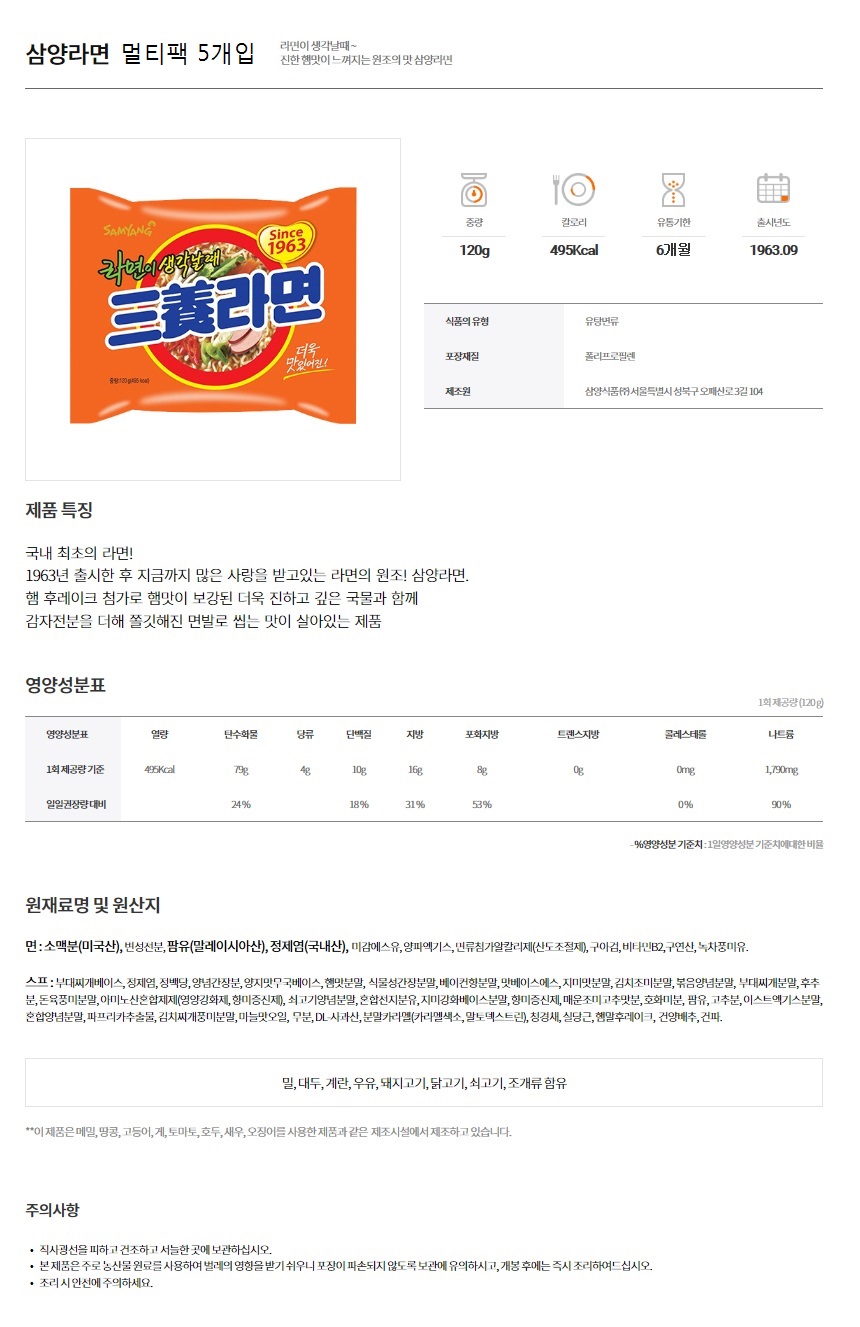 삼양라면 멀티팩 5개입
라면이 생각날때~
진한 햄맛이 느껴지는 원조의 맛 삼양라면
SAMYANG
Since
1963
라면이 생각날때
三養라면
더욱
맛있어진!
중량:120g(495 kcal)
중량 칼로리 유통기한 출시년도
120g 495Kcal 6개월 1963.09
식품의 유형 유탕면류
포장재질 폴리프로필렌
제조원 삼양식품㈜ 서울특별시 성북구 오패산로 3길 104
제품 특징
국내 최초의 라면!
1963년 출시한 후 지금까지 많은 사랑을 받고있는 라면의 원조! 삼양라면.
햄 후레이크 첨가로 햄맛이 보강된 더욱 진하고 깊은 국물과 함께
감자전분을 더해 쫄깃해진 면발로 씹는 맛이 살아있는 제품
영양성분표
1회 제공량 (120g)
영양성분표 열량 탄수화물 당류 단백질 지방 포화지방 트랜스지방 콜레스테롤 나트륨
1회 제공량 기준 495Kcal 79g 4g 10g 16g 8g 0g 0mg 1,790mg
일일권장량 대비 24% 18% 31% 53% 0% 90%
- %영양성분 기준치 : 1일영양성분 기준치에대한 비율
원재료명 및 원산지
면 : 소맥분(미국산), 변성전분, 팜유(말레이시아산), 정제염(국내산), 미감에스유, 양파엑기스, 면류첨가알칼리제(산도조절제), 구아검, 비타민B2,구연산, 녹차풍미유.
스프 : 부대찌개베이스, 정제염, 정백당, 양념간장분, 양지맛무국베이스, 햄맛분말, 식물성간장분말, 베이컨향분말, 맛베이스에스, 지미맛분말, 김치조미분말, 볶음양념분말, 부대찌개분말, 후추
분, 돈육풍미분말, 아미노산혼합제제(영양강화제, 향미증진제), 쇠고기양념분말, 혼합전지분유, 지미강화베이스분말, 향미증진제, 매운조미고추맛분, 호화미분, 팜유, 고추분, 이스트엑기스분말,
혼합양념분말, 파프리카추출물, 김치찌개풍미분말, 마늘맛오일, 무분, DL-사과산, 분말카라멜(카라멜색소, 말토덱스트린), 청경채, 실당근, 햄말후레이크, 건양배추, 건파.
밀, 대두, 계란, 우유, 돼지고기, 닭고기, 쇠고기, 조개류 함유
**이 제품은 메밀, 땅콩, 고등어, 게, 토마토, 호두, 새우, 오징어를 사용한 제품과 같은 제조시설에서 제조하고 있습니다.
주의사항
• 직사광선을 피하고 건조하고 서늘한 곳에 보관하십시오.
• 본 제품은 주로 농산물 원료를 사용하여 벌레의 영향을 받기 쉬우니 포장이 파손되지 않도록 보관에 유의하시고, 개봉 후에는 즉시 조리하여드십시오.
• 조리 시 안전에 주의하세요.